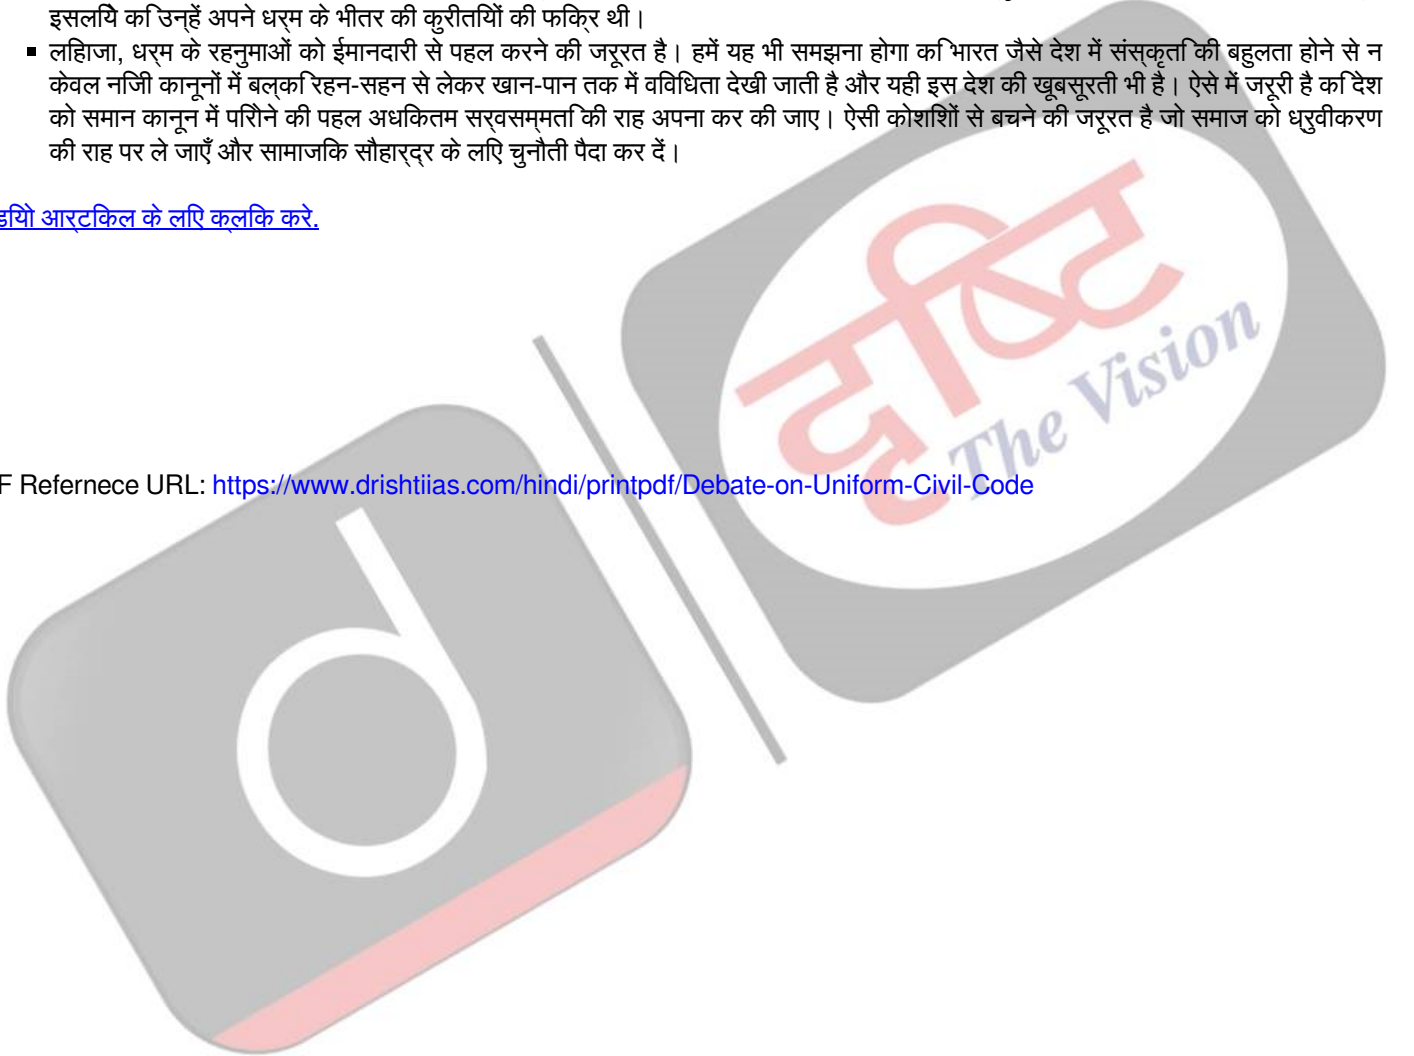 इसलिये कि उन्हें अपने धर्म के भीतर की कुरीतियों की फिक्र थी।
▪ लिहाजा, धर्म के रहनुमाओं को ईमानदारी से पहल करने की जरूरत है। हमें यह भी समझना होगा कि भारत जैसे देश में संस्कृति की बहुलता होने से न
केवल निजी कानूनों में बल्कि रहन-सहन से लेकर खान-पान तक में विविधिता देखी जाती है और यही इस देश की खूबसूरती भी है। ऐसे में जरूरी है कि देश
को समान कानून में पिरोने की पहल अधिकतम सर्वसम्मति की राह अपना कर की जाए। ऐसी कोशिशों से बचने की जरूरत है जो समाज को ध्रुवीकरण
की राह पर ले जाएँ और सामाजिक सौहार्द्र के लिए चुनौती पैदा कर दें।
डियो आर्टिकल के लिए क्लिक करे.
दृष्टि
The Vision
F Refernece URL: https://www.drishtiias.com/hindi/printpdf/Debate-on-Uniform-Civil-Code
d